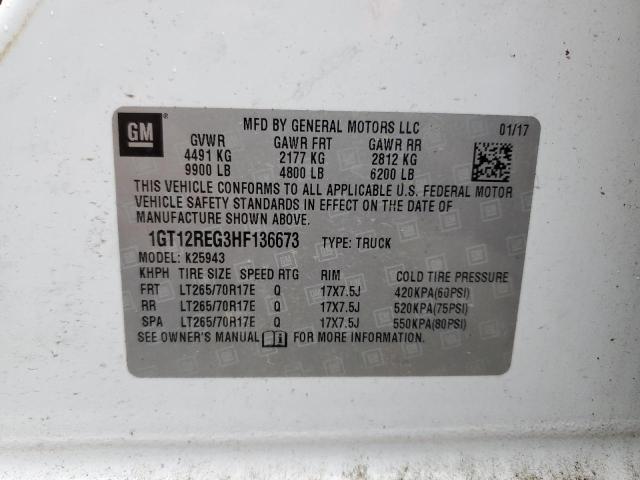 GM
®
MFD BY GENERAL MOTORS LLC 01/17
GVWR GAWR FRT GAWR RR
4491 KG 2177 KG 2812 KG
9900 LB 4800 LB 6200 LB
THIS VEHICLE CONFORMS TO ALL APPLICABLE U.S. FEDERAL MOTOR
VEHICLE SAFETY STANDARDS IN EFFECT ON THE DATE OF
MANUFACTURE SHOWN ABOVE.
1GT12REG3HF136673 TYPE: TRUCK
MODEL: K25943
KHPH TIRE SIZE SPEED RTG RIM COLD TIRE PRESSURE
FRT LT265/70R17E Q 17X7.5J 420KPA(60PSI)
RR LT265/70R17E Q 17X7.5J 520KPA(75PSI)
SPA LT265/70R17E Q 17X7.5J 550KPA(80PSI)
SEE OWNER'S MANUAL FOR MORE INFORMATION.